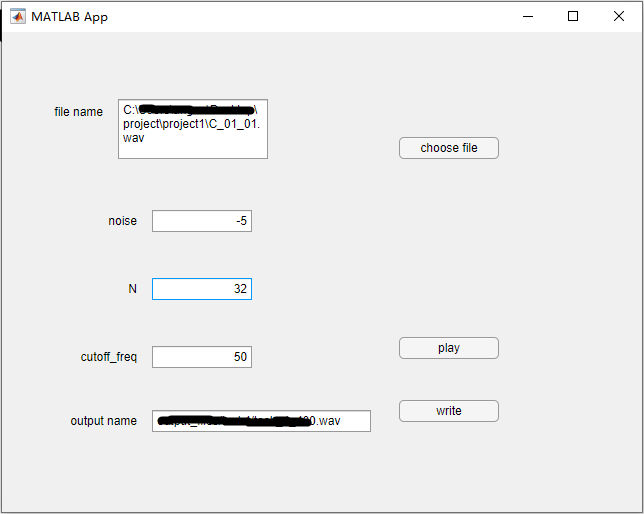 MATLAB App
file name
C:\
project\project1\C_01_01.
wav
choose file
noise
-5
N
32
cutoff_freq
50
play
output name
0.wav
write